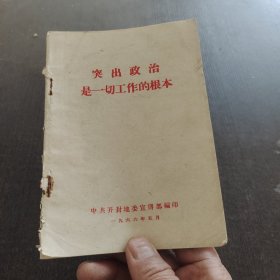 突出政治
是一切工作的根本
中共开封地委宣传部编印
一九六六年五月